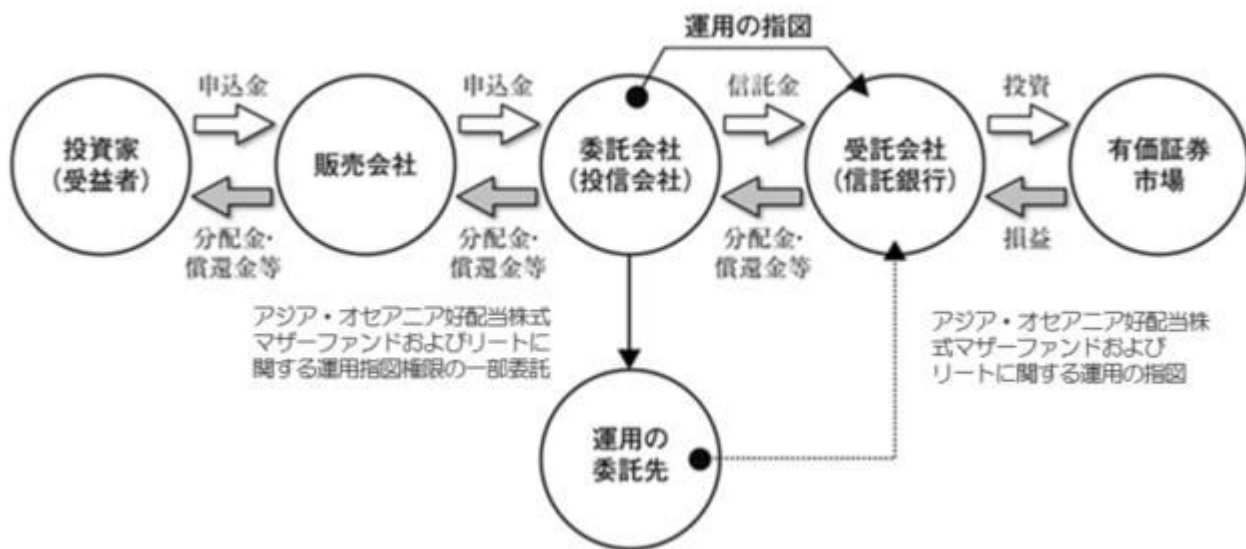 運用の指図
申込金
申込金
信託金
投資
投資家
（受益者）
販売会社
委託会社
（投信会社）
受託会社
（信託銀行）
有価証券
市場
分配金・
償還金等
分配金・
償還金等
分配金・
償還金等
損益
アジア・オセアニア好配当株式
マザーファンドおよびリートに
関する運用指図権限の一部委託
アジア・オセアニア好配当株
式マザーファンドおよび
リートに関する運用の指図
運用の
委託先